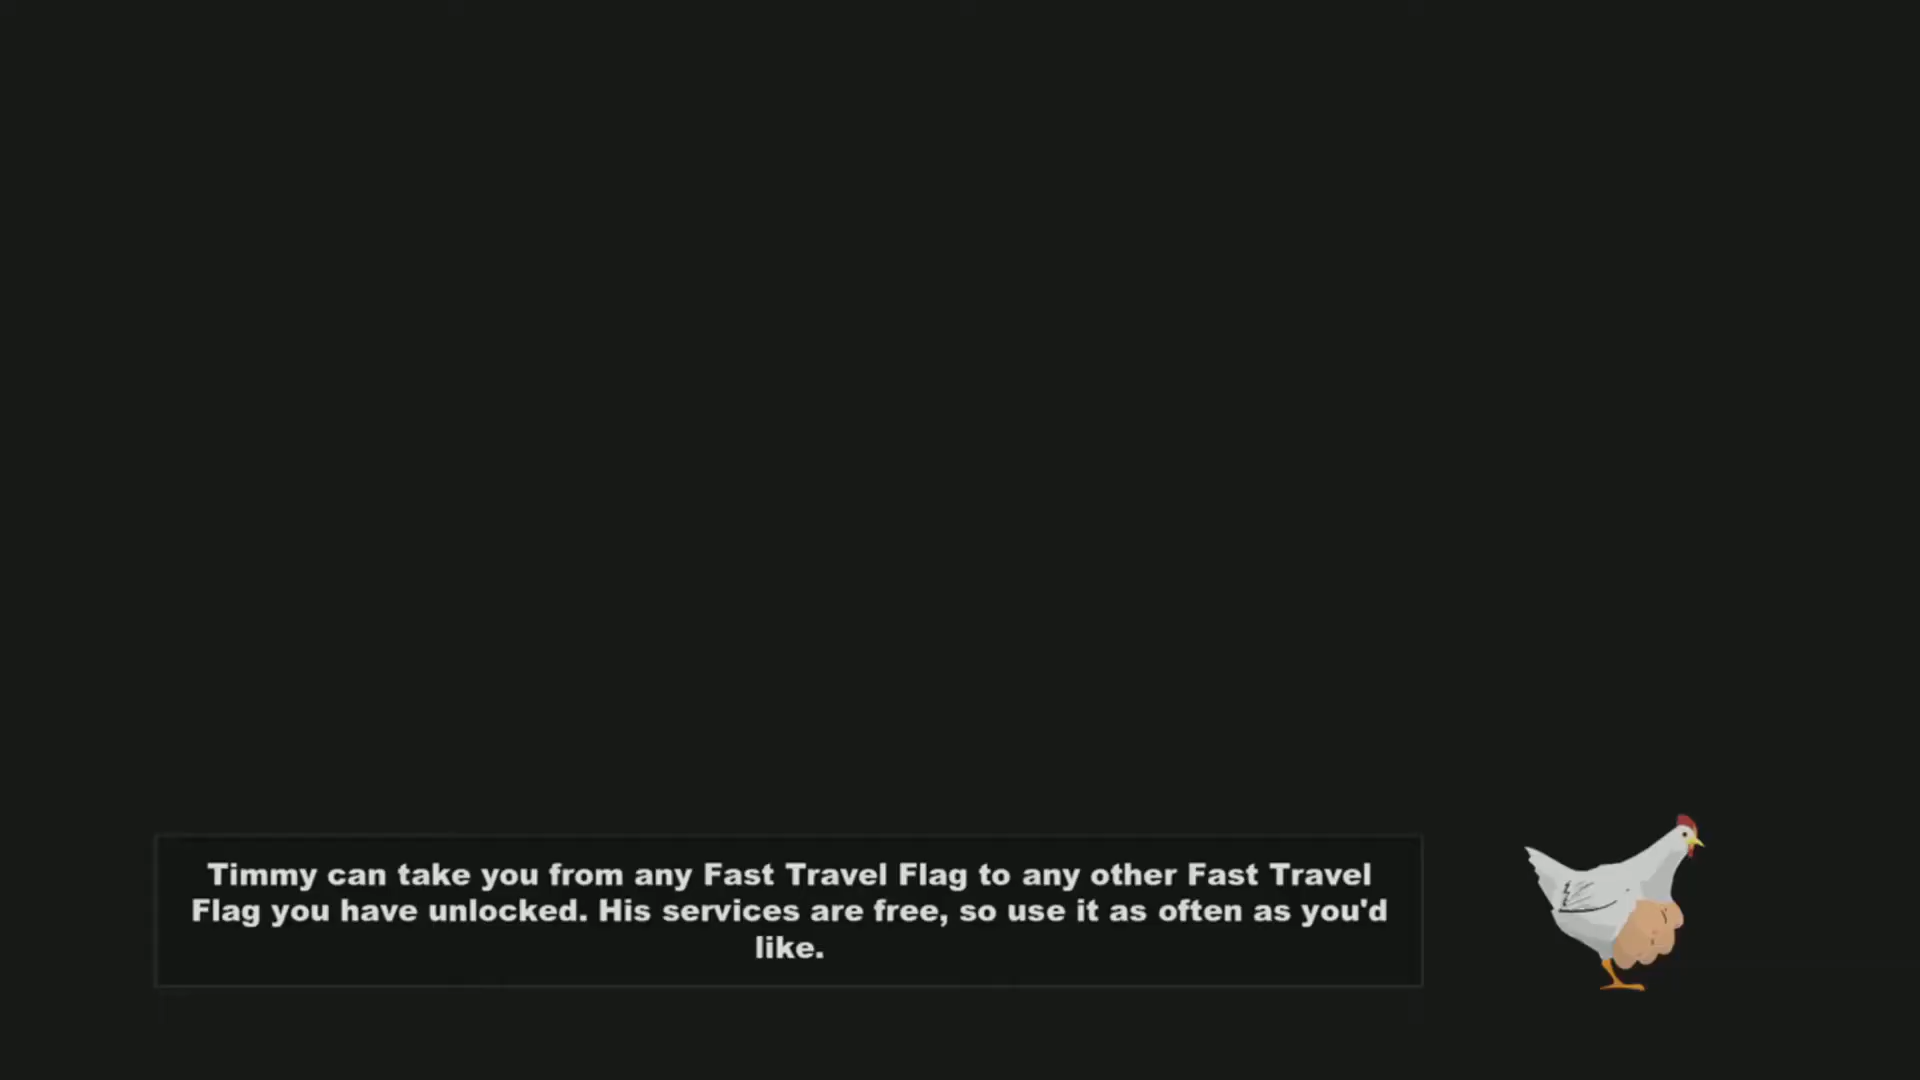 Timmy can take you from any Fast Travel Flag to any other Fast Travel
Flag you have unlocked. His services are free, so use it as often as you'd
like.